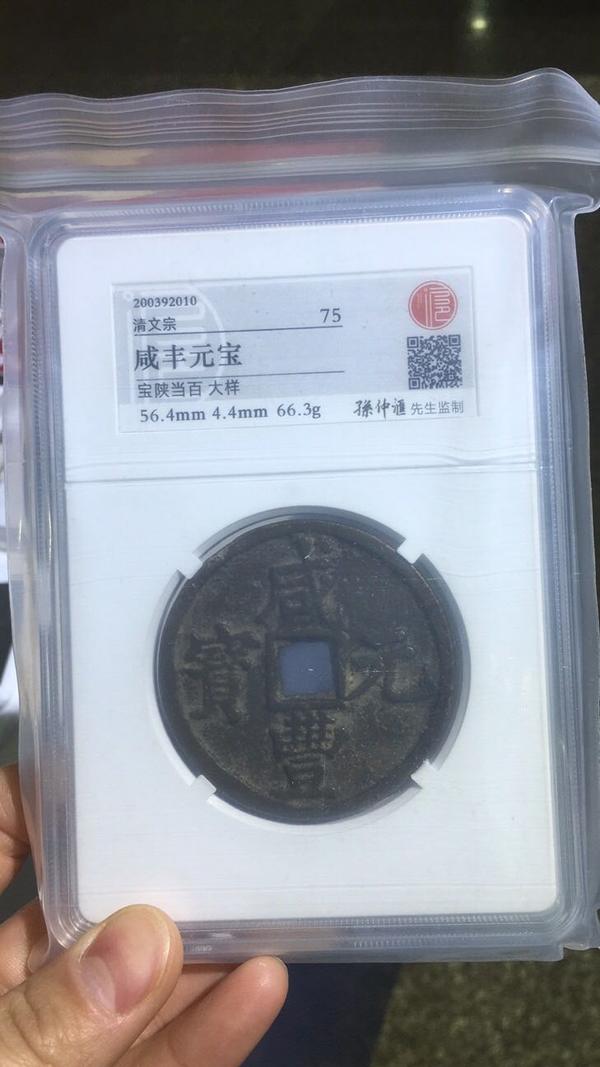 200392010
清文宗 75
咸丰元宝
宝陕当百 大样
56.4mm 4.4mm 66.3g 孫仲滙 先生监制
咸
寳 元
豐